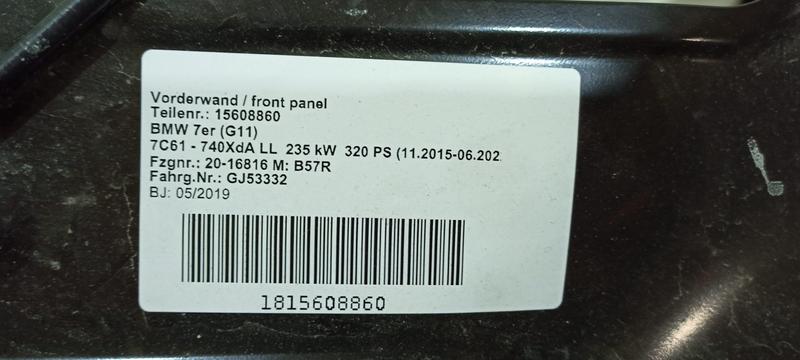 Vorderwand / front panel
Teilenr.: 15608860
BMW 7er (G11)
7C61 - 740XdA LL 235 kW 320 PS (11.2015-06.202
Fzgnr.: 20-16816 M: B57R
Fahrg.Nr.: GJ53332
BJ: 05/2019
1815608860